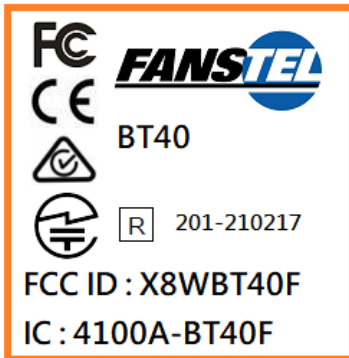 FC FANSTEL
CE
BT40
R 201-210217
FCC ID : X8WBT40F
IC : 4100A-BT40F